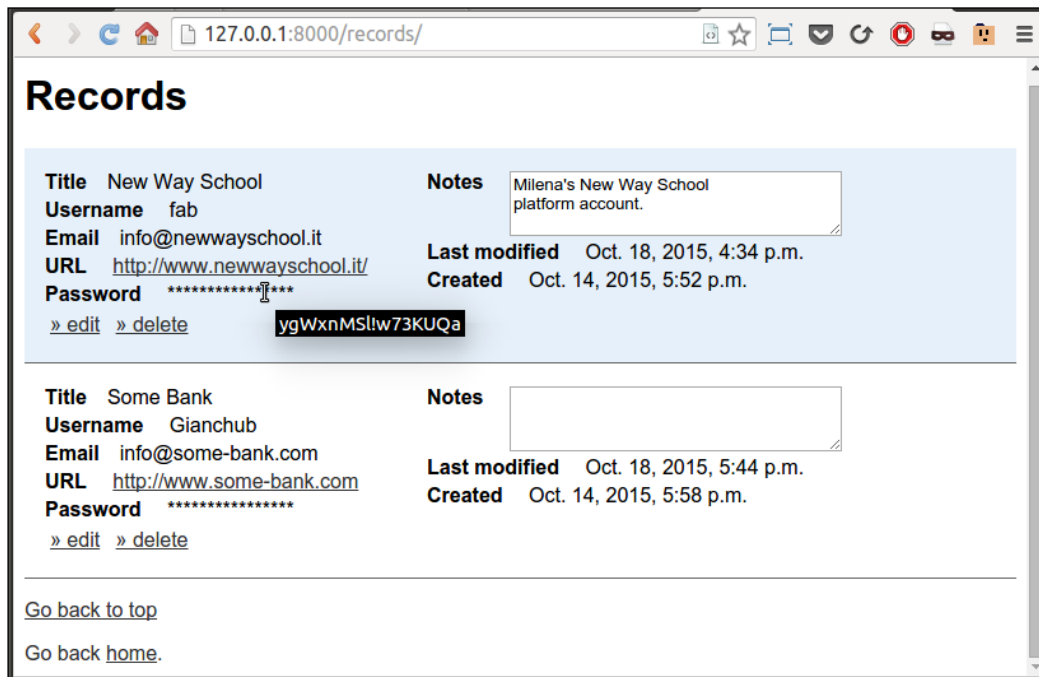 127.0.0.1:8000/records/
Records
Title New Way School
Username fab
Email info@newwayschool.it
URL http://www.newwayschool.it/
Password ****************
» edit » delete
ygWxnMSl!w73KUQa
Notes Milena's New Way School
platform account.
Last modified Oct. 18, 2015, 4:34 p.m.
Created Oct. 14, 2015, 5:52 p.m.
Title Some Bank
Username Gianchub
Email info@some-bank.com
URL http://www.some-bank.com
Password ****************
» edit » delete
Notes
Last modified Oct. 18, 2015, 5:44 p.m.
Created Oct. 14, 2015, 5:58 p.m.
Go back to top
Go back home.